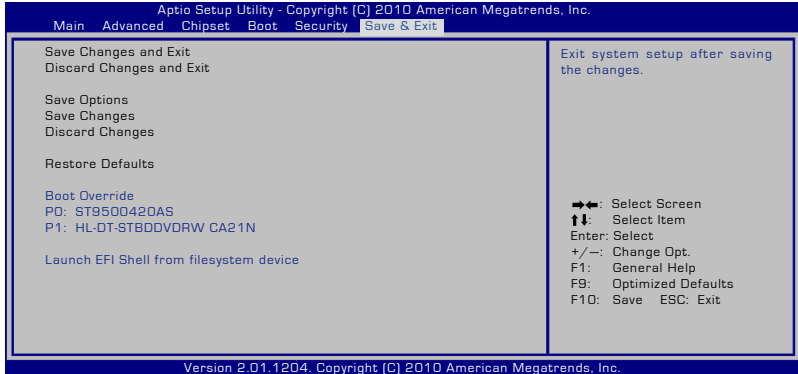 Aptio Setup Utility - Copyright (C) 2010 American Megatrends, Inc.
Main Advanced Chipset Boot Security Save & Exit
Save Changes and Exit
Discard Changes and Exit
Save Options
Save Changes
Discard Changes
Restore Defaults
Boot Override
P0: ST9500420AS
P1: HL-DT-STBDDVDRW CA21N
Launch EFI Shell from filesystem device
Exit system setup after saving
the changes.
→←: Select Screen
↑↓: Select Item
Enter: Select
+/—: Change Opt.
F1: General Help
F9: Optimized Defaults
F10: Save ESC: Exit
Version 2.01.1204. Copyright (C) 2010 American Megatrends, Inc.